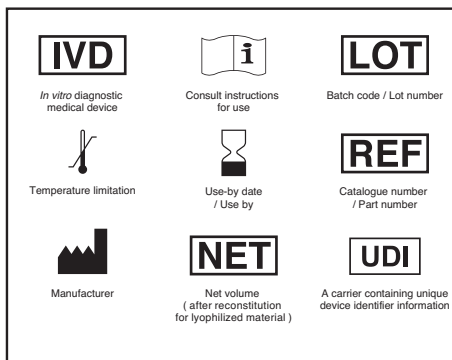 IVD
In vitro diagnostic
medical device
i
Consult instructions
for use
LOT
Batch code / Lot number
Temperature limitation
Use-by date
/ Use by
REF
Catalogue number
/ Part number
Manufacturer
NET
Net volume
( after reconstitution
for lyophilized material )
UDI
A carrier containing unique
device identifier information